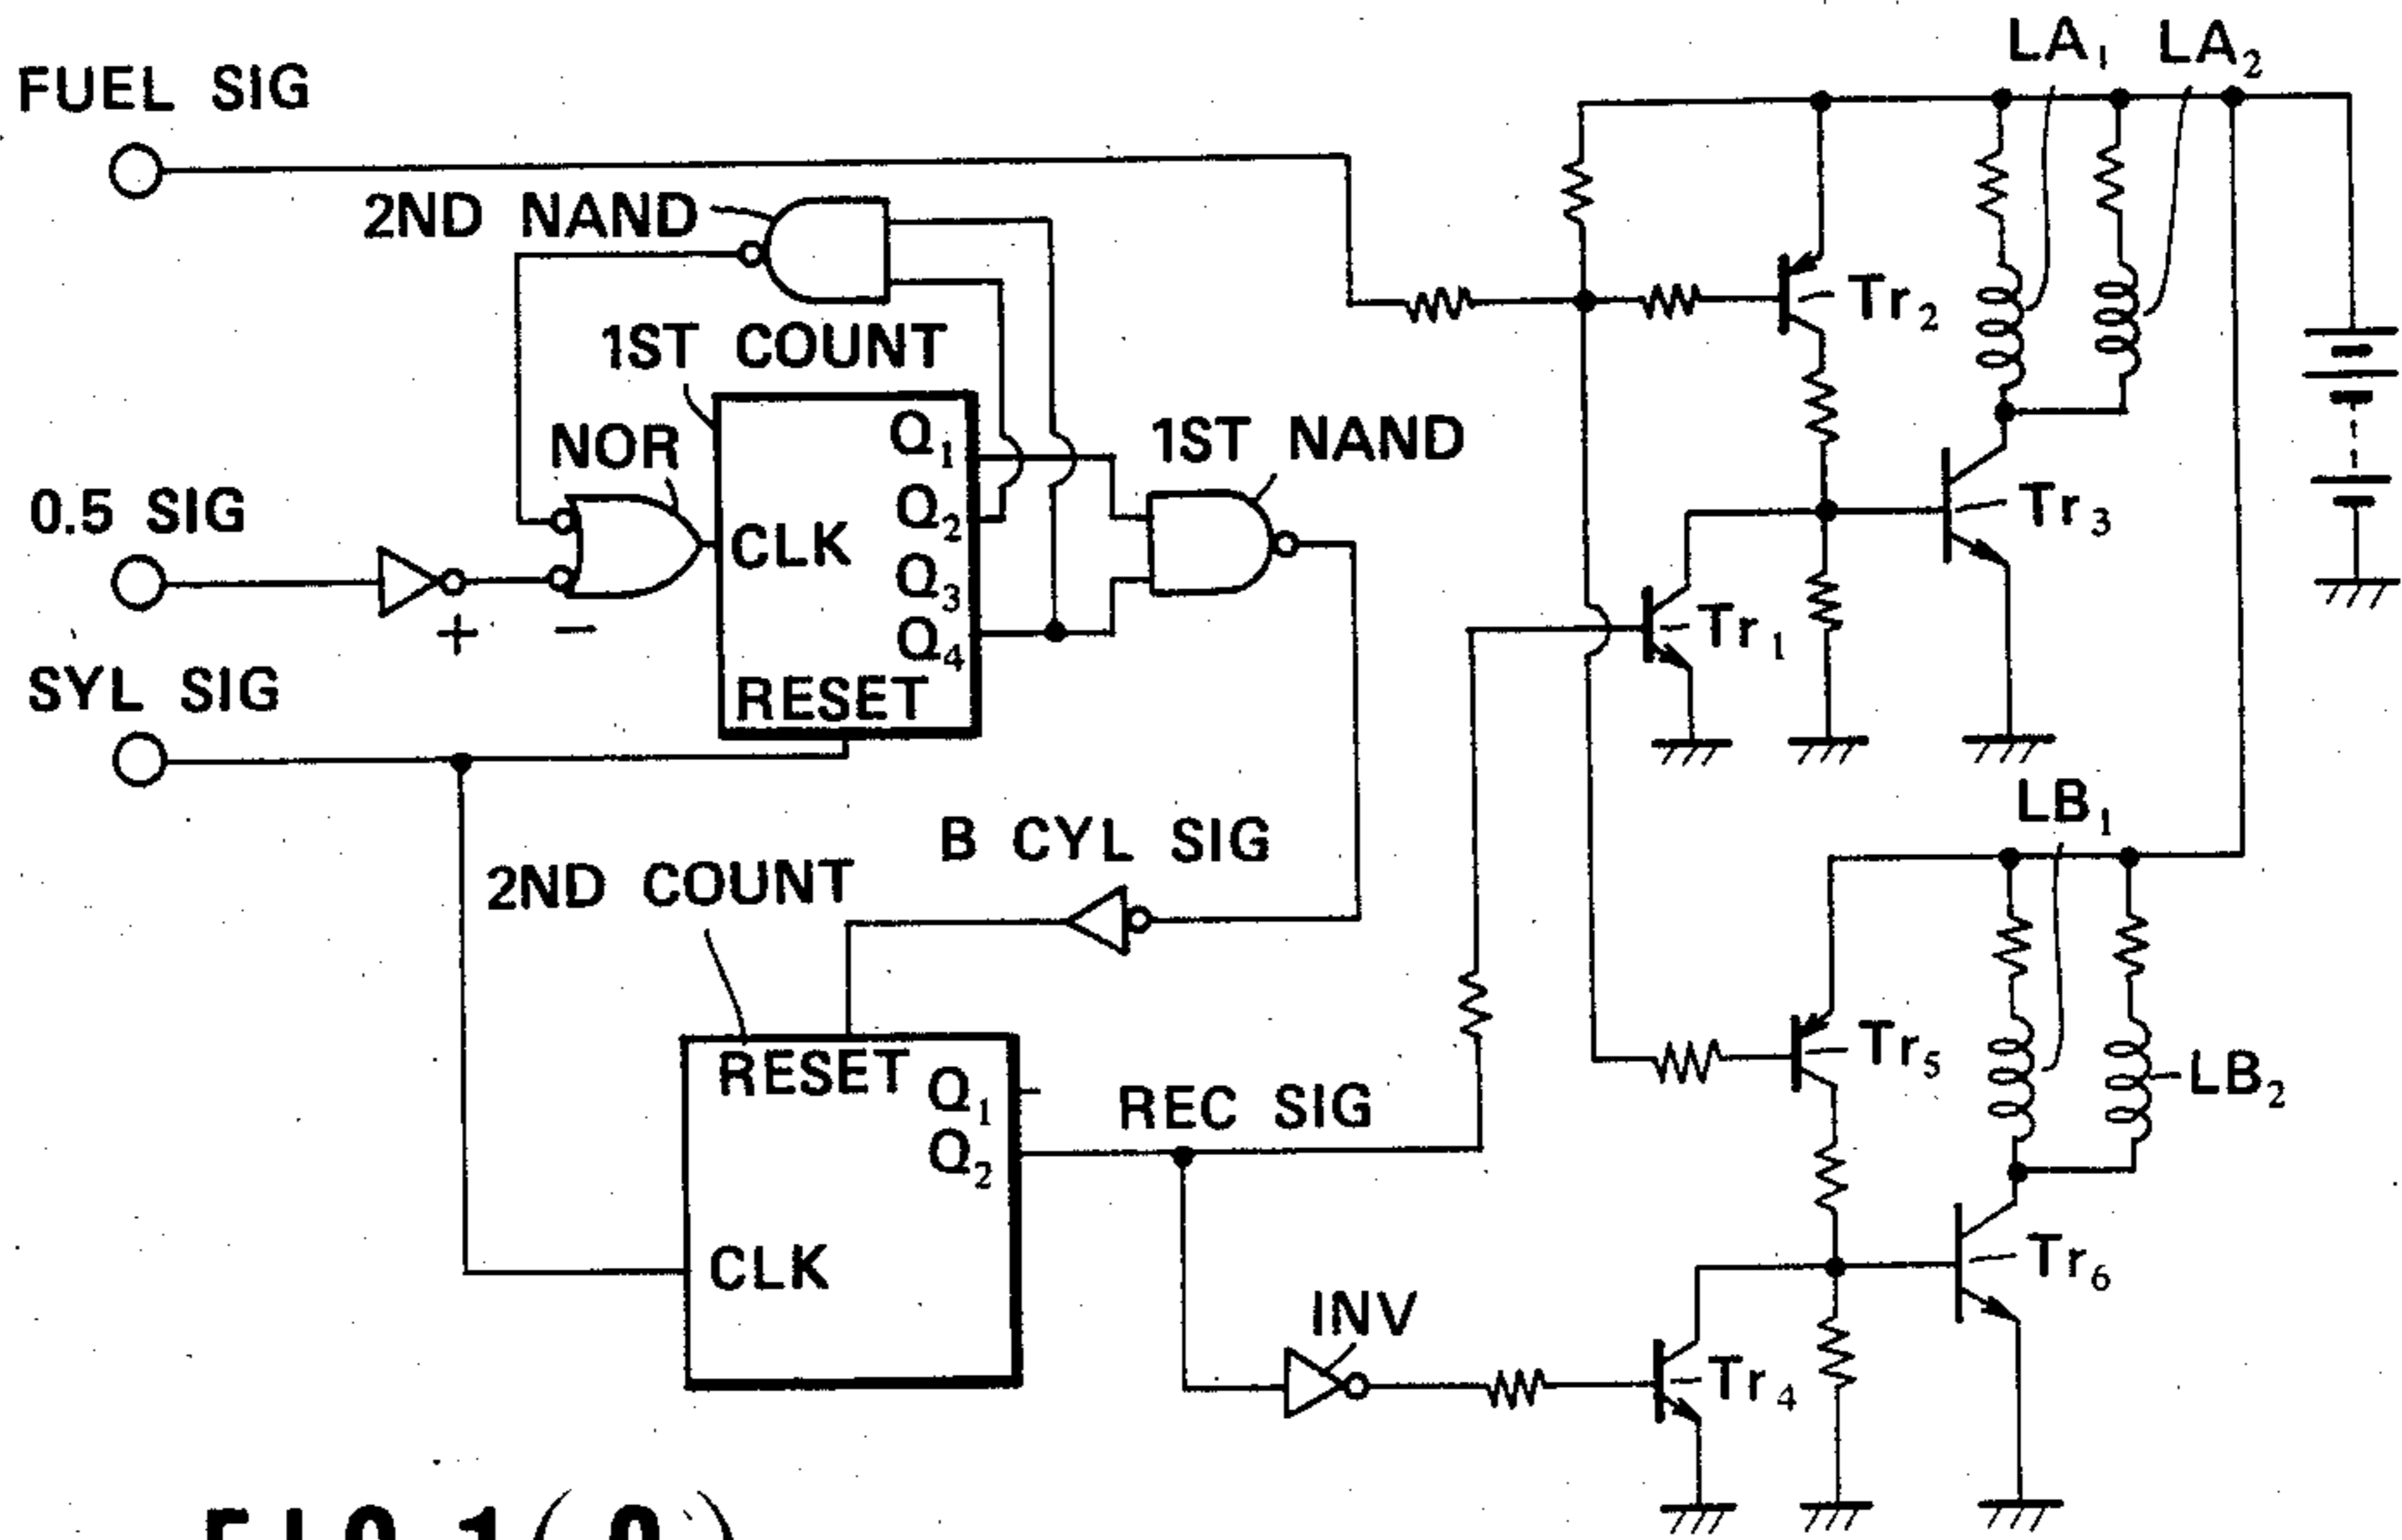 LA1 LA2
FUEL SIG
2ND NAND
Tr2
1ST COUNT
1ST NAND
NOR
Q1
0.5 SIG
Q2
CLK
Tr3
Q3
+
−
Q4
Tr1
SYL SIG
RESET
LB1
B CYL SIG
2ND COUNT
RESET
Q1
Tr5
LB2
REC SIG
Q2
CLK
Tr6
INV
Tr4